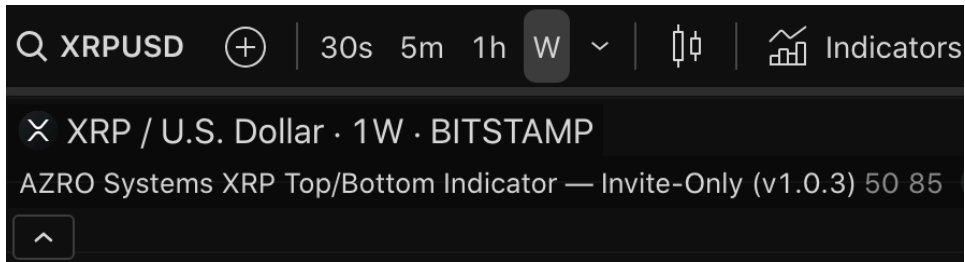 XRPUSD 30s 5m 1h W Indicators
XRP / U.S. Dollar · 1W · BITSTAMP
AZRO Systems XRP Top/Bottom Indicator — Invite-Only (v1.0.3) 50 85